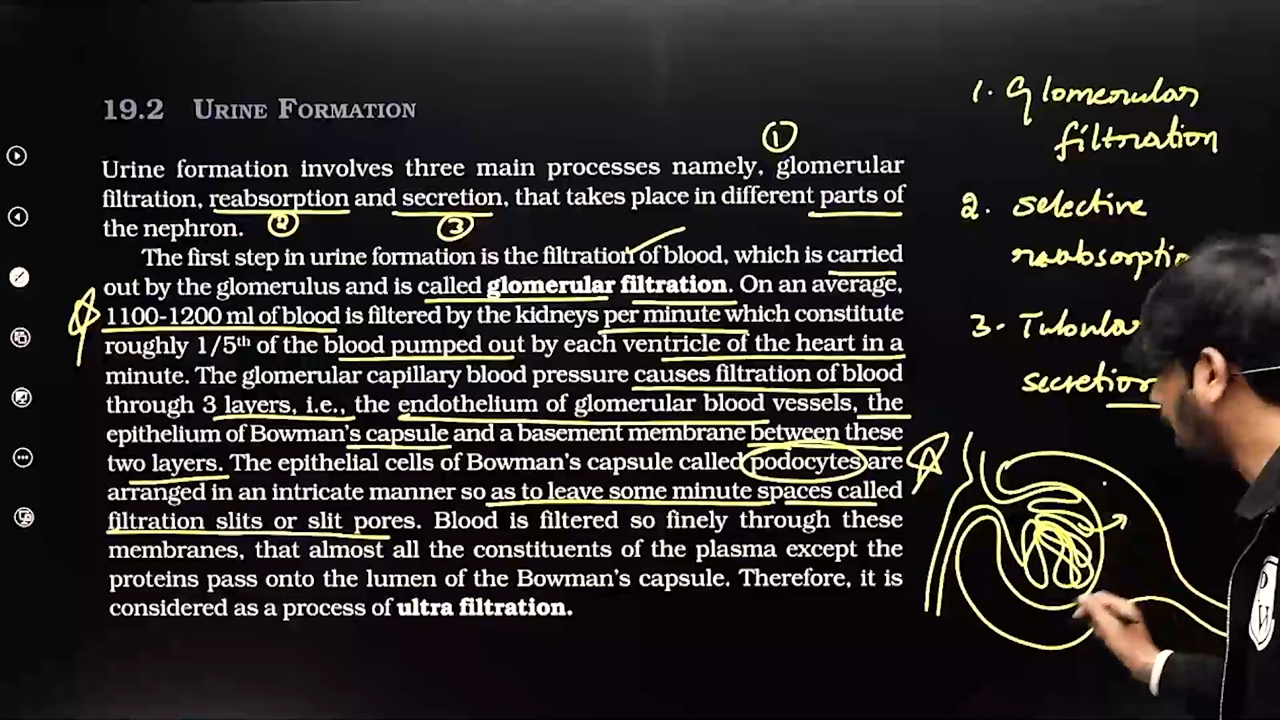 19.2 URINE FORMATION
Urine formation involves three main processes namely, glomerular
filtration, reabsorption and secretion, that takes place in different parts of
the nephron.
The first step in urine formation is the filtration of blood, which is carried
out by the glomerulus and is called glomerular filtration. On an average,
1100-1200 ml of blood is filtered by the kidneys per minute which constitute
roughly 1/5th of the blood pumped out by each ventricle of the heart in a
minute. The glomerular capillary blood pressure causes filtration of blood
through 3 layers, i.e., the endothelium of glomerular blood vessels, the
epithelium of Bowman's capsule and a basement membrane between these
two layers. The epithelial cells of Bowman's capsule called podocytes are
arranged in an intricate manner so as to leave some minute spaces called
filtration slits or slit pores. Blood is filtered so finely through these
membranes, that almost all the constituents of the plasma except the
proteins pass onto the lumen of the Bowman's capsule. Therefore, it is
considered as a process of ultra filtration.
1
2
3
1. Glomerular
filtration
2. Selective
reabsorptio
3. Tubular
secretion